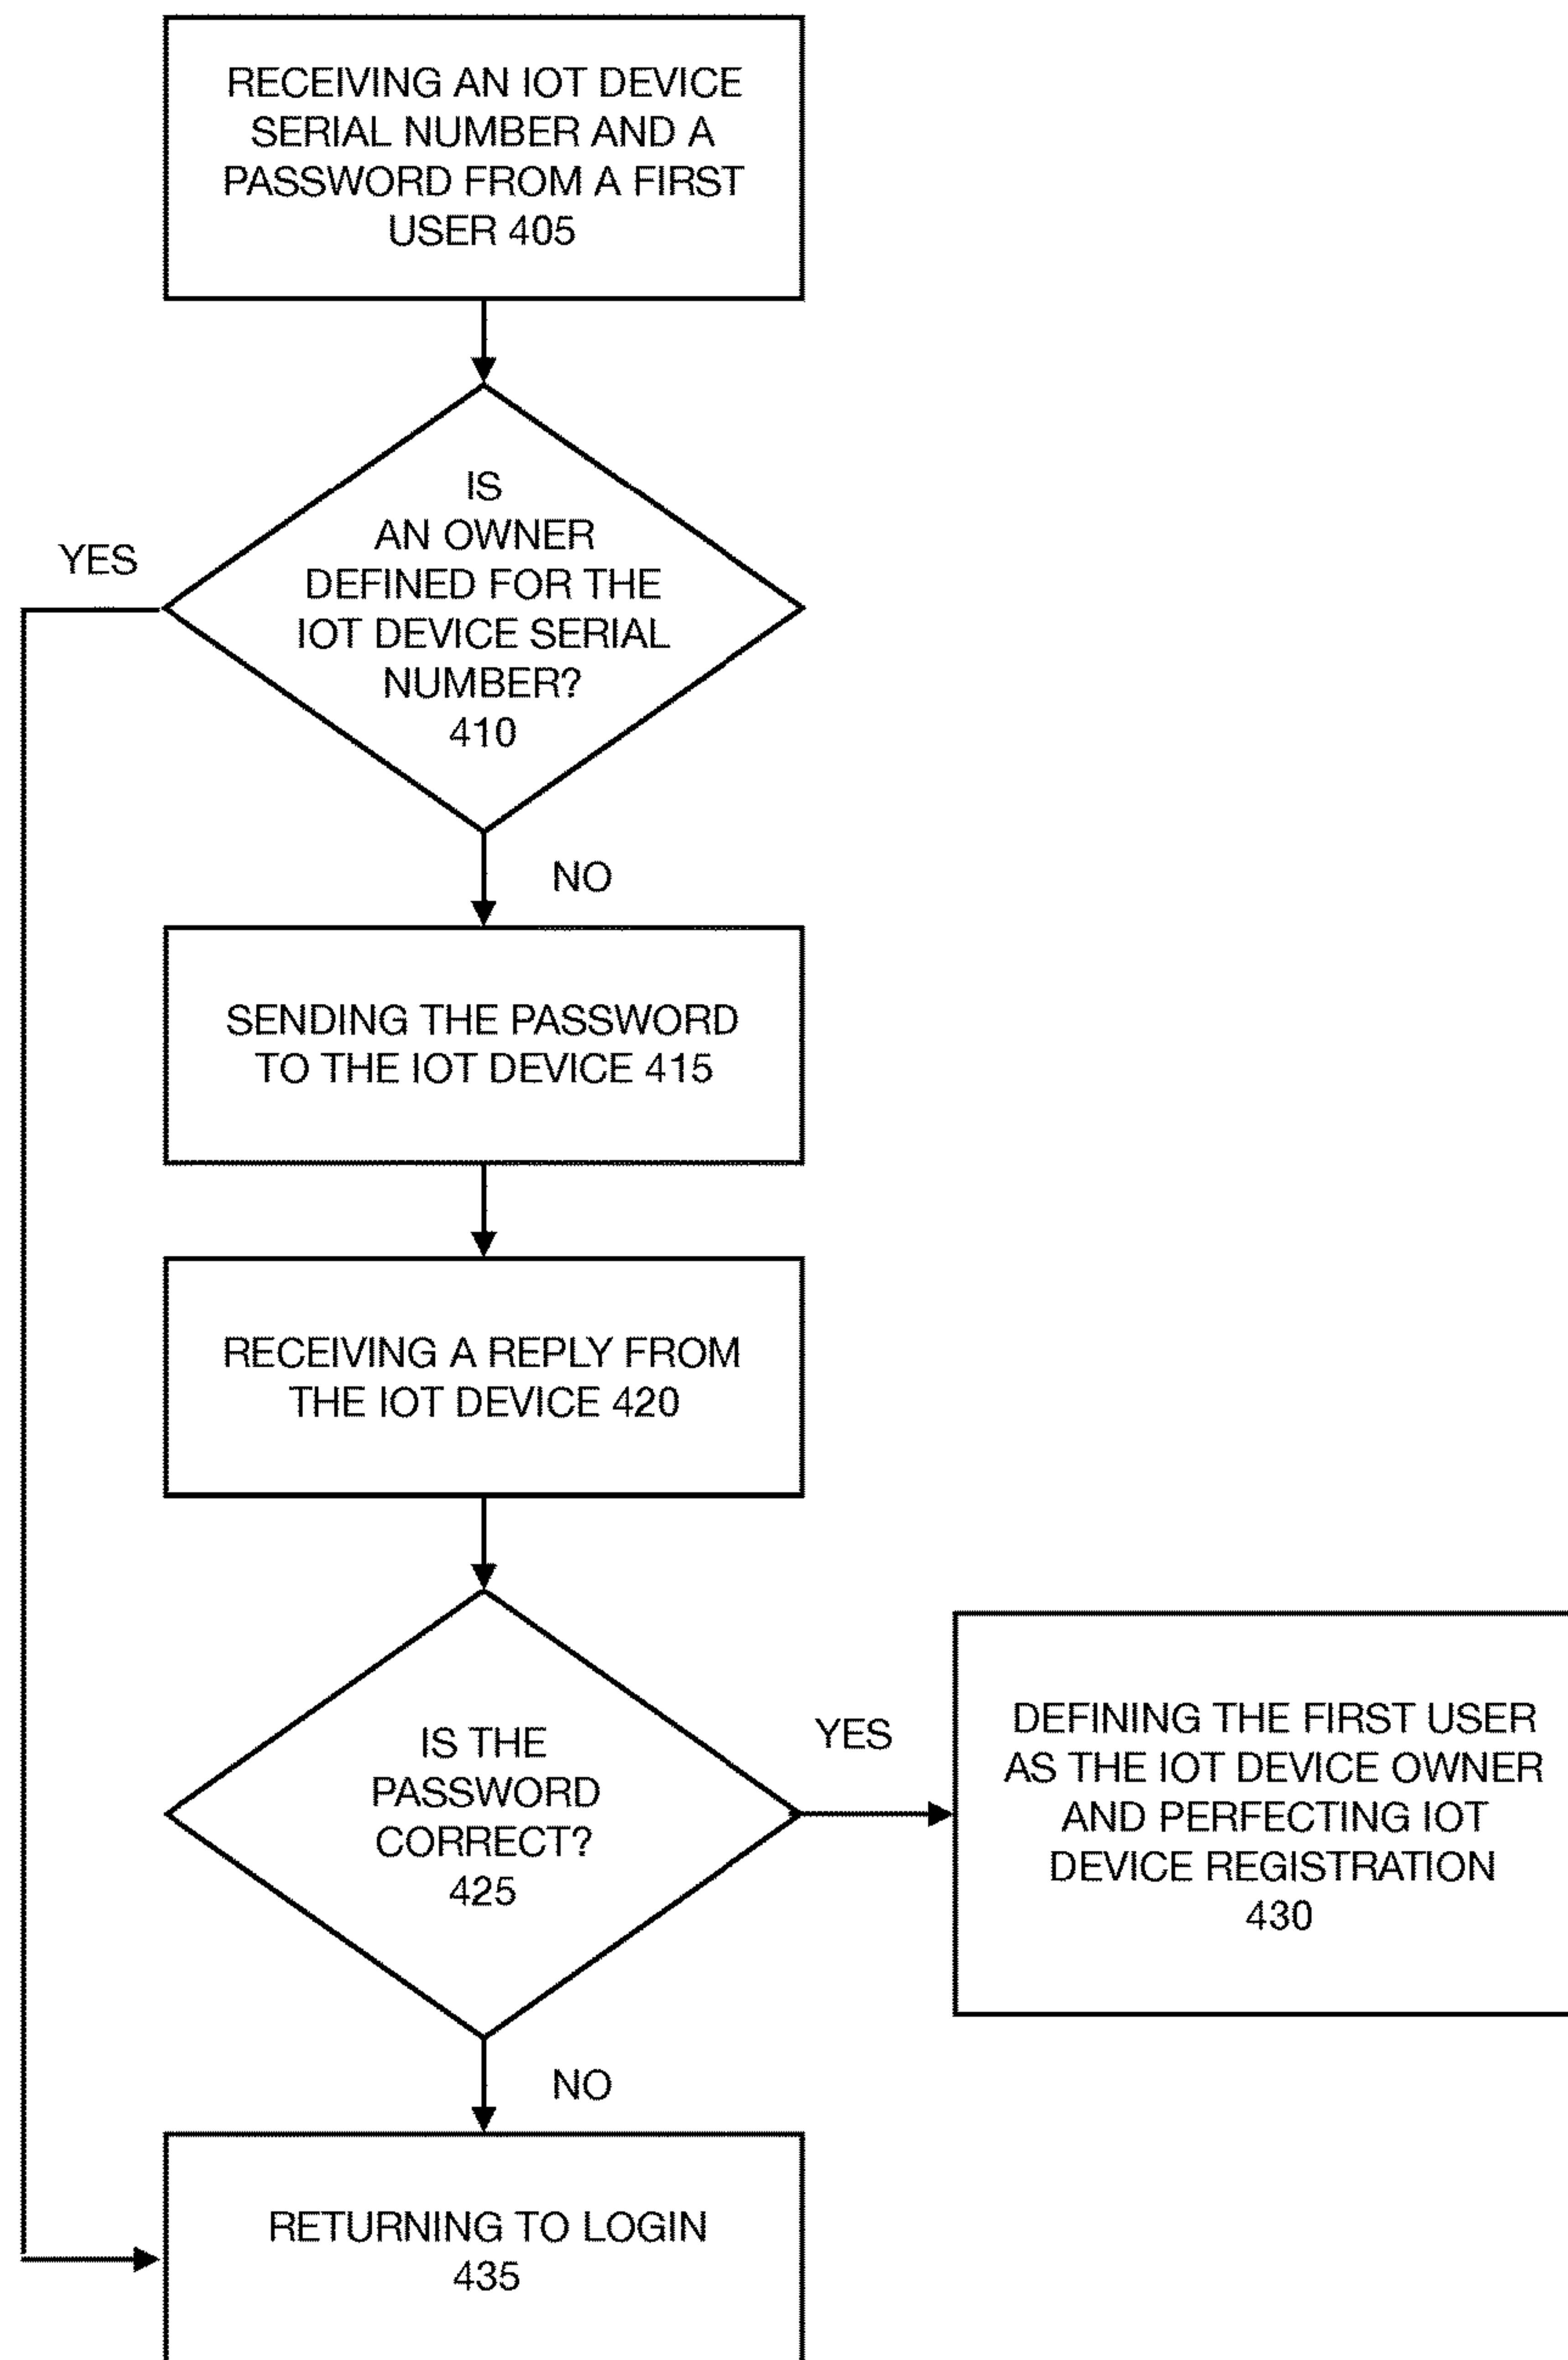 RECEIVING AN IOT DEVICE
SERIAL NUMBER AND A
PASSWORD FROM A FIRST
USER 405
IS
AN OWNER
DEFINED FOR THE
IOT DEVICE SERIAL
NUMBER?
410
YES
NO
SENDING THE PASSWORD
TO THE IOT DEVICE 415
RECEIVING A REPLY FROM
THE IOT DEVICE 420
IS THE
PASSWORD
CORRECT?
425
YES
DEFINING THE FIRST USER
AS THE IOT DEVICE OWNER
AND PERFECTING IOT
DEVICE REGISTRATION
430
NO
RETURNING TO LOGIN
435